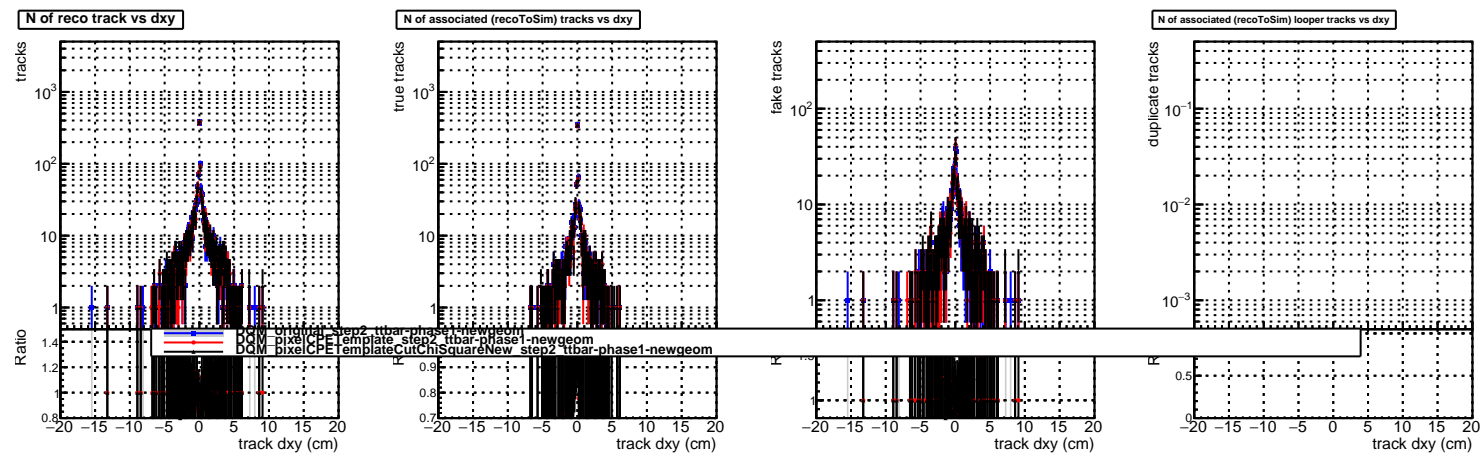 N of reco track vs dxy
N of associated (recoToSim) tracks vs dxy
N of associated (recoToSim) looper tracks vs dxy
tracks
10³
10²
10
1
Ratio
1.4
1.2
1
0.8
−20 −15 −10 −5 0 5 10 15 20
track dxy (cm)
true tracks
10³
10²
10
1
0.9
0.8
0.7
−20 −15 −10 −5 0 5 10 15 20
track dxy (cm)
fake tracks
10²
10
1
1
−20 −15 −10 −5 0 5 10 15 20
track dxy (cm)
duplicate tracks
10⁻¹
10⁻²
10⁻³
0.5
0
−20 −15 −10 −5 0 5 10 15 20
track dxy (cm)
DQM_original_step2_ttbar-phase1-newgeom
DQM_pixelCPETemplate_step2_ttbar-phase1-newgeom
DQM_pixelCPETemplateCutChiSquareNew_step2_ttbar-phase1-newgeom